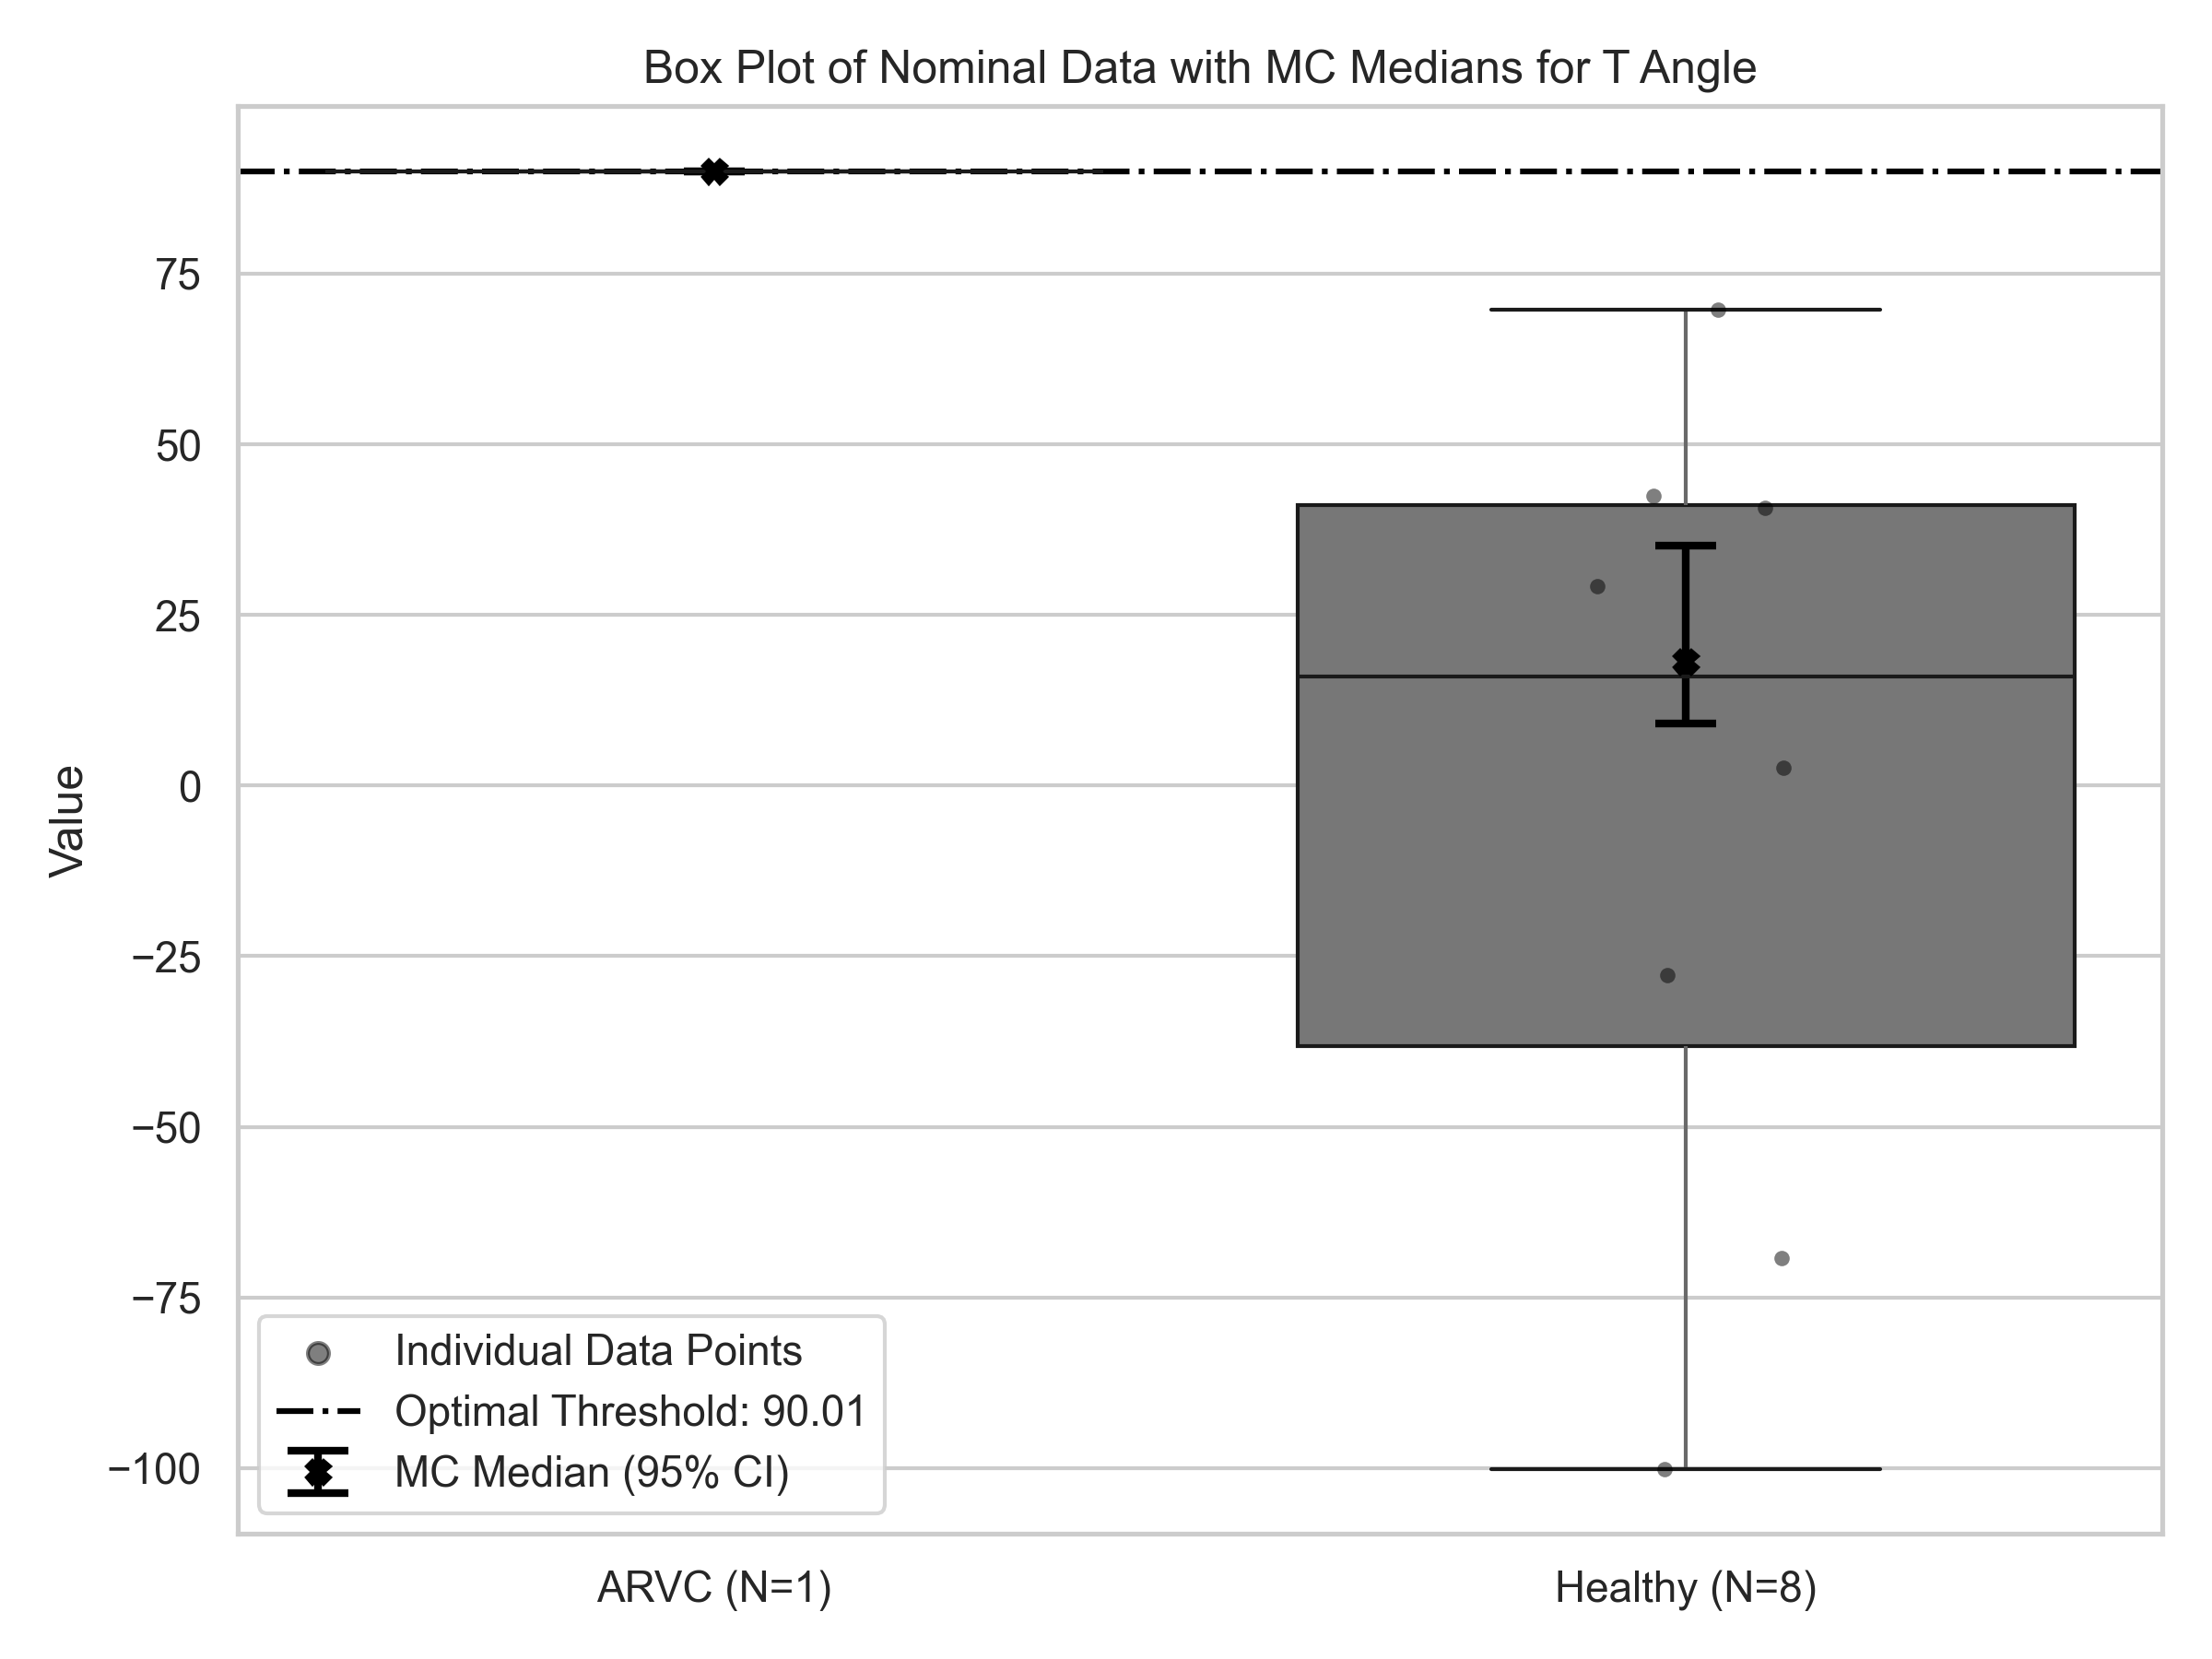 Box Plot of Nominal Data with MC Medians for T Angle
Value
75
50
25
0
−25
−50
−75
−100
Individual Data Points
Optimal Threshold: 90.01
MC Median (95% CI)
ARVC (N=1)
Healthy (N=8)